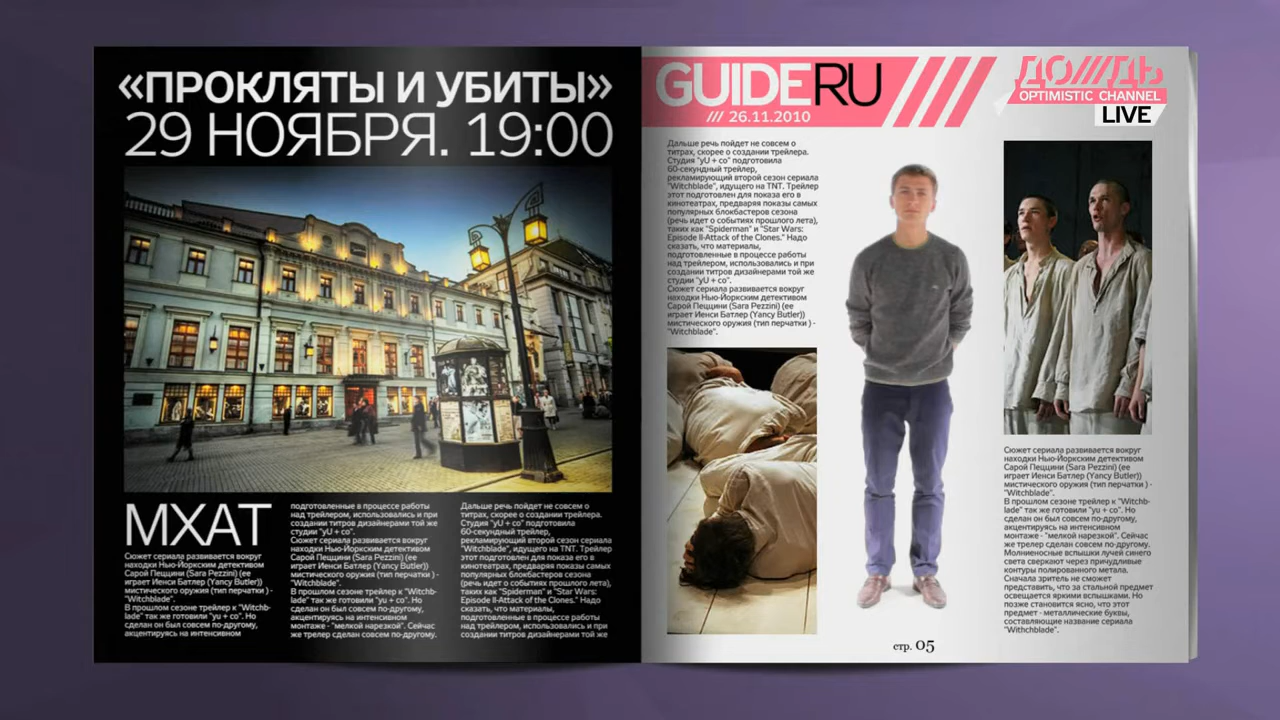 «ПРОКЛЯТЫ И УБИТЫ»
29 НОЯБРЯ. 19:00
МХАТ
Сюжет сериала развивается вокруг
находки Нью-Йоркским детективом
Сарой Пеццини (Sara Pezzini) (ее
играет Иенси Батлер (Yancy Butler))
мистического оружия (тип перчатки ) -
"Witchblade".
В прошлом сезоне трейлер к "Witchb-
lade" так же готовили "yu + co". Но
сделан он был совсем по-другому,
акцентируясь на интенсивном
подготовленные в процессе работы
над трейлером, использовались и при
создании титров дизайнерами той же
студии "yU + co".
Сюжет сериала развивается вокруг
находки Нью-Йоркским детективом
Сарой Пеццини (Sara Pezzini) (ее
играет Иенси Батлер (Yancy Butler))
мистического оружия (тип перчатки ) -
"Witchblade".
В прошлом сезоне трейлер к "Witchb-
lade" так же готовили "yu + co". Но
сделан он был совсем по-другому,
акцентируясь на интенсивном
монтаже - "мелкой нарезкой". Сейчас
же трелер сделан совсем по-другому.
Дальше речь пойдет не совсем о
титрах, скорее о создании трейлера.
Студия "yU + co" подготовила
60-секундный трейлер,
рекламирующий второй сезон сериала
"Witchblade", идущего на TNT. Трейлер
этот подготовлен для показа его в
кинотеатрах, предваряя показы самых
популярных блокбастеров сезона
(речь идет о событиях прошлого лета),
таких как "Spiderman" и "Star Wars:
Episode II-Attack of the Clones." Надо
сказать, что материалы,
подготовленные в процессе работы
над трейлером, использовались и при
создании титров дизайнерами той же
GUIDERU
/// 26.11.2010
ДОЖДЬ
OPTIMISTIC CHANNEL
LIVE
Дальше речь пойдет не совсем о
титрах, скорее о создании трейлера.
Студия "yU + co" подготовила
60-секундный трейлер,
рекламирующий второй сезон сериала
"Witchblade", идущего на TNT. Трейлер
этот подготовлен для показа его в
кинотеатрах, предваряя показы самых
популярных блокбастеров сезона
(речь идет о событиях прошлого лета),
таких как "Spiderman" и "Star Wars:
Episode II-Attack of the Clones." Надо
сказать, что материалы,
подготовленные в процессе работы
над трейлером, использовались и при
создании титров дизайнерами той же
студии "yU + co".
Сюжет сериала развивается вокруг
находки Нью-Йоркским детективом
Сарой Пеццини (Sara Pezzini) (ее
играет Иенси Батлер (Yancy Butler))
мистического оружия (тип перчатки ) -
"Witchblade".
Сюжет сериала развивается вокруг
находки Нью-Йоркским детективом
Сарой Пеццини (Sara Pezzini) (ее
играет Иенси Батлер (Yancy Butler))
мистического оружия (тип перчатки ) -
"Witchblade".
В прошлом сезоне трейлер к "Witchb-
lade" так же готовили "yu + co". Но
сделан он был совсем по-другому,
акцентируясь на интенсивном
монтаже - "мелкой нарезкой". Сейчас
же трелер сделан совсем по-другому.
Молниеносные вспышки лучей синего
света сверкают через причудливые
контуры полированного метала.
Сначала зритель не сможет
представить, что за стальной предмет
освещается яркими вспышками. Но
позже становится ясно, что этот
предмет - металлические буквы,
составляющие название сериала
"Withchblade".
стр. 05